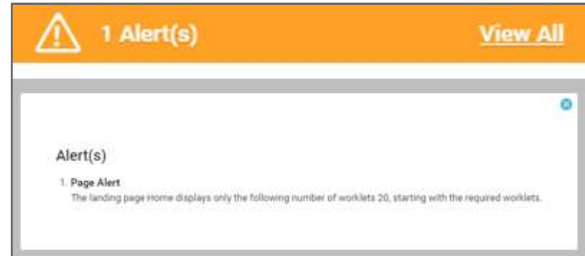 1 Alert(s) View All
Alert(s)
1. Page Alert
The landing page Home displays only the following number of worklets 20, starting with the required worklets.